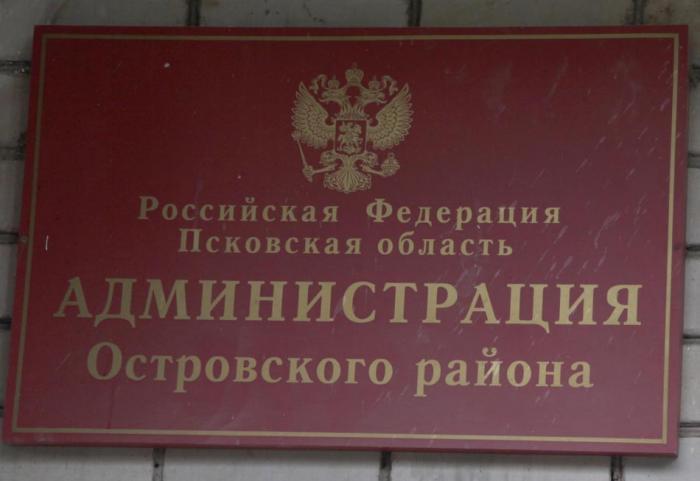 Российская Федерация
Псковская область
АДМИНИСТРАЦИЯ
Островского района